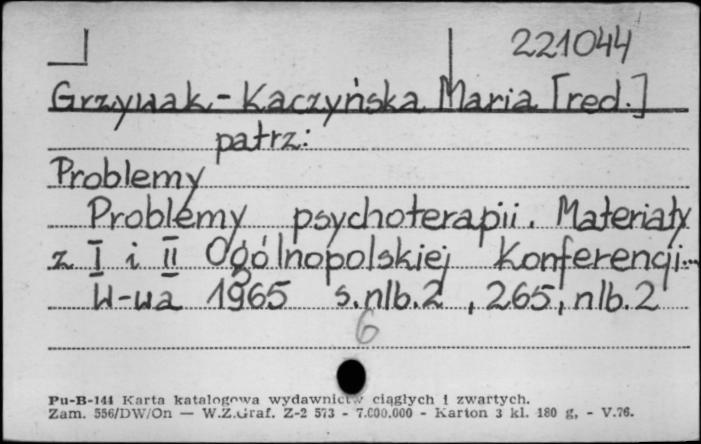 221044
Grzywak-Kaczyńska Maria [red.]
patrz:
Problemy
Problemy psychoterapii. Materiały
z I i II Ogólnopolskiej Konferencji...
W-wa 1965 s.nlb.2, 265, nlb.2
6
Pu-B-144 Karta katalogowa wydawnictw ciągłych i zwartych.
Zam. 556/DW/On — W.Z.Graf. Z-2 573 - 7.000.000 - Karton 3 kl. 180 g, - V.76.